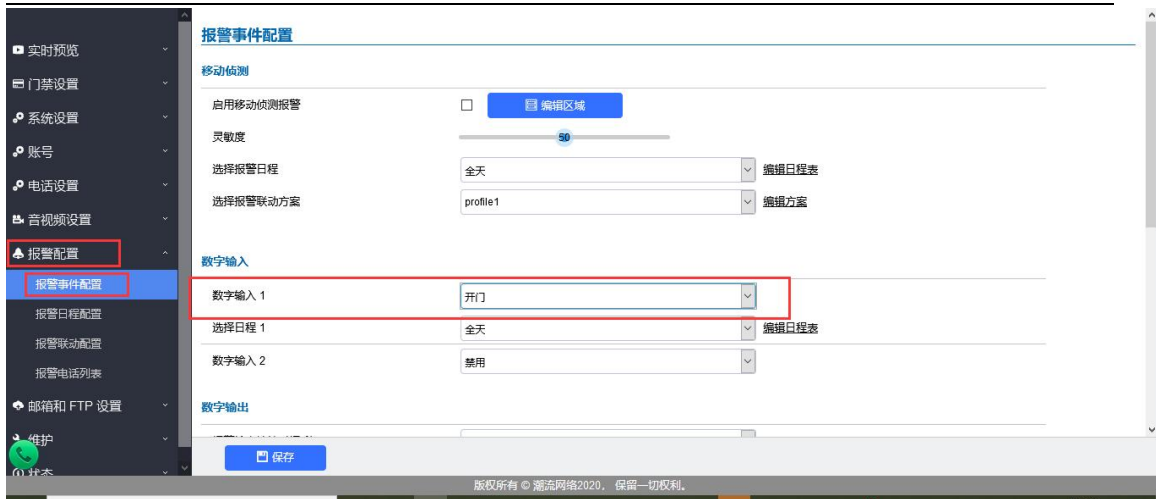 实时预览
门禁设置
系统设置
账号
电话设置
音视频设置
报警配置
报警事件配置
报警日程配置
报警联动配置
报警电话列表
邮箱和 FTP 设置
维护
状态
报警事件配置
移动侦测
启用移动侦测报警 编辑区域
灵敏度 50
选择报警日程 全天 编辑日程表
选择报警联动方案 profile1 编辑方案
数字输入
数字输入 1 开门
选择日程 1 全天 编辑日程表
数字输入 2 禁用
数字输出
保存
版权所有 © 潮流网络2020， 保留一切权利。